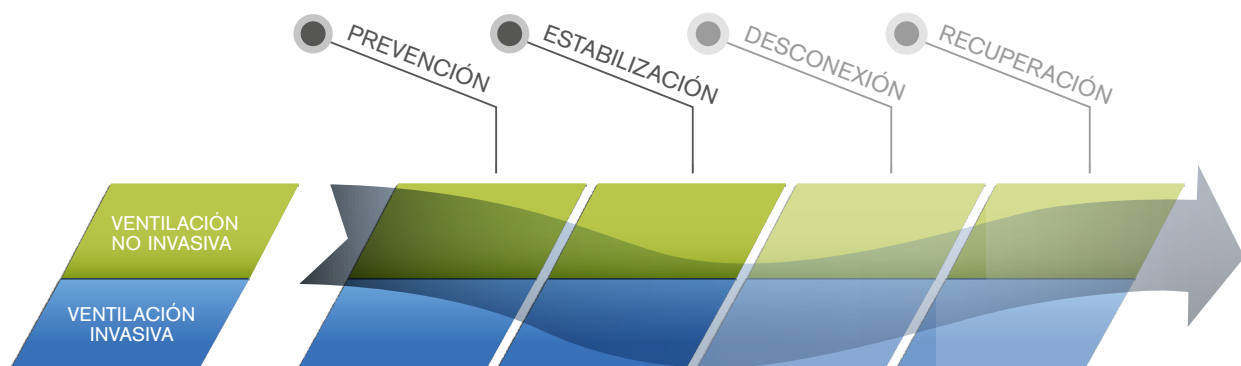 PREVENCIÓN
ESTABILIZACIÓN
DESCONEXIÓN
RECUPERACIÓN
VENTILACIÓN
NO INVASIVA
VENTILACIÓN
INVASIVA